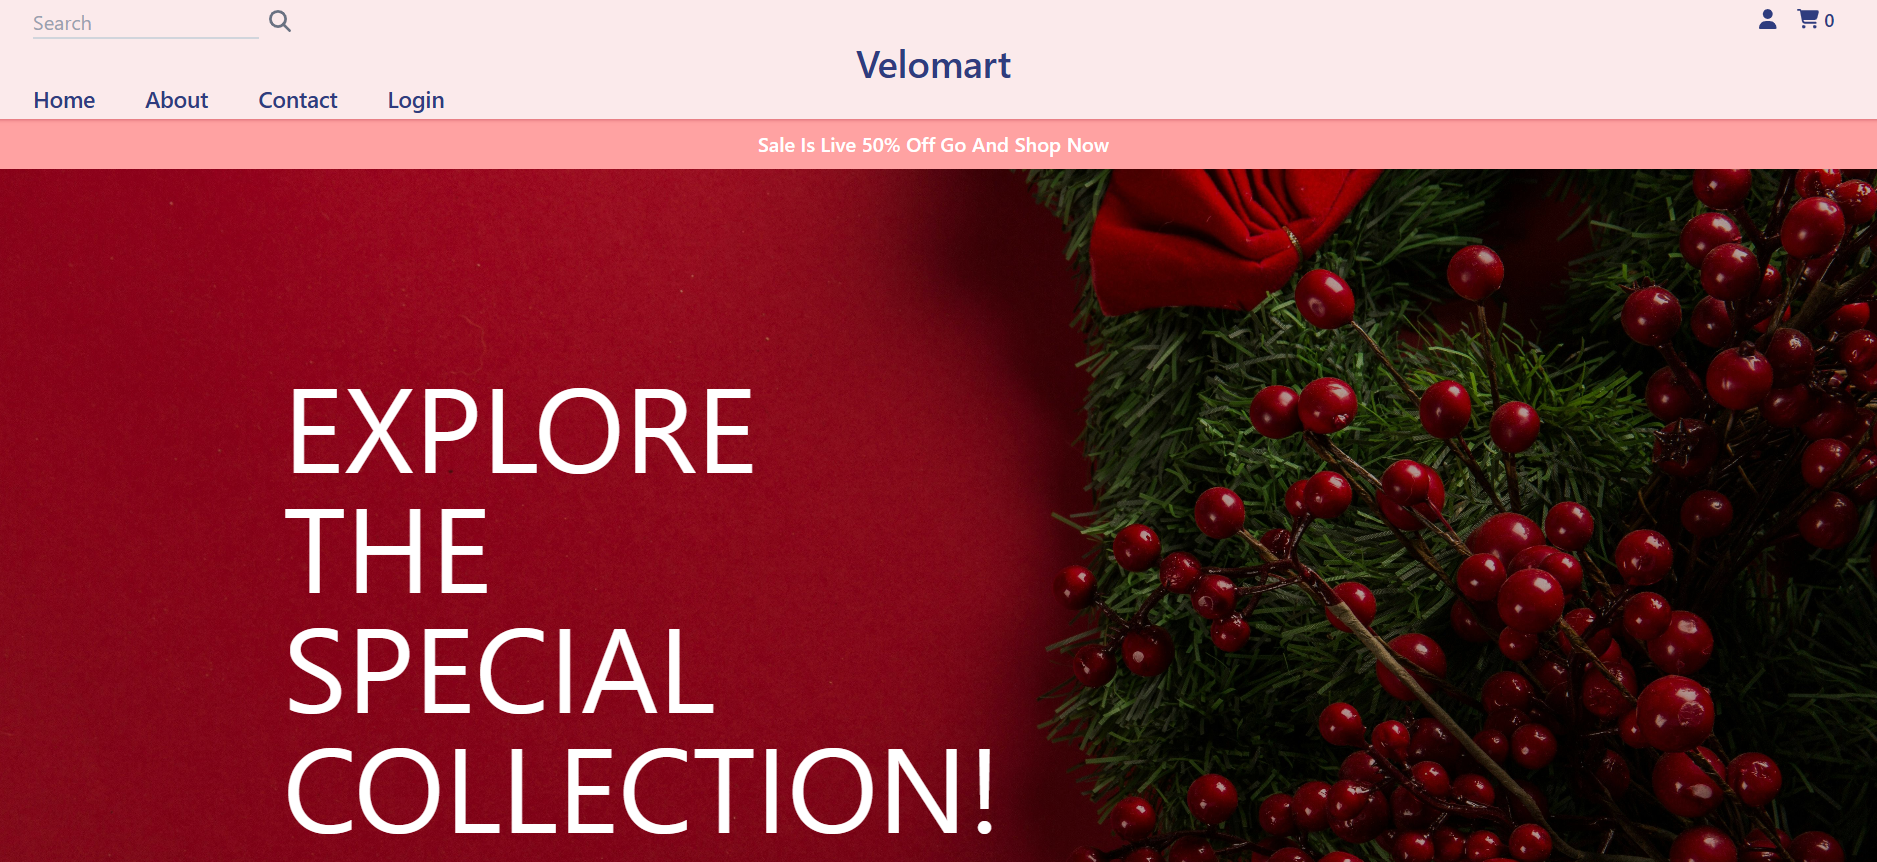 Search
0
Velomart
Home About Contact Login
Sale Is Live 50% Off Go And Shop Now
EXPLORE
THE
SPECIAL
COLLECTION!